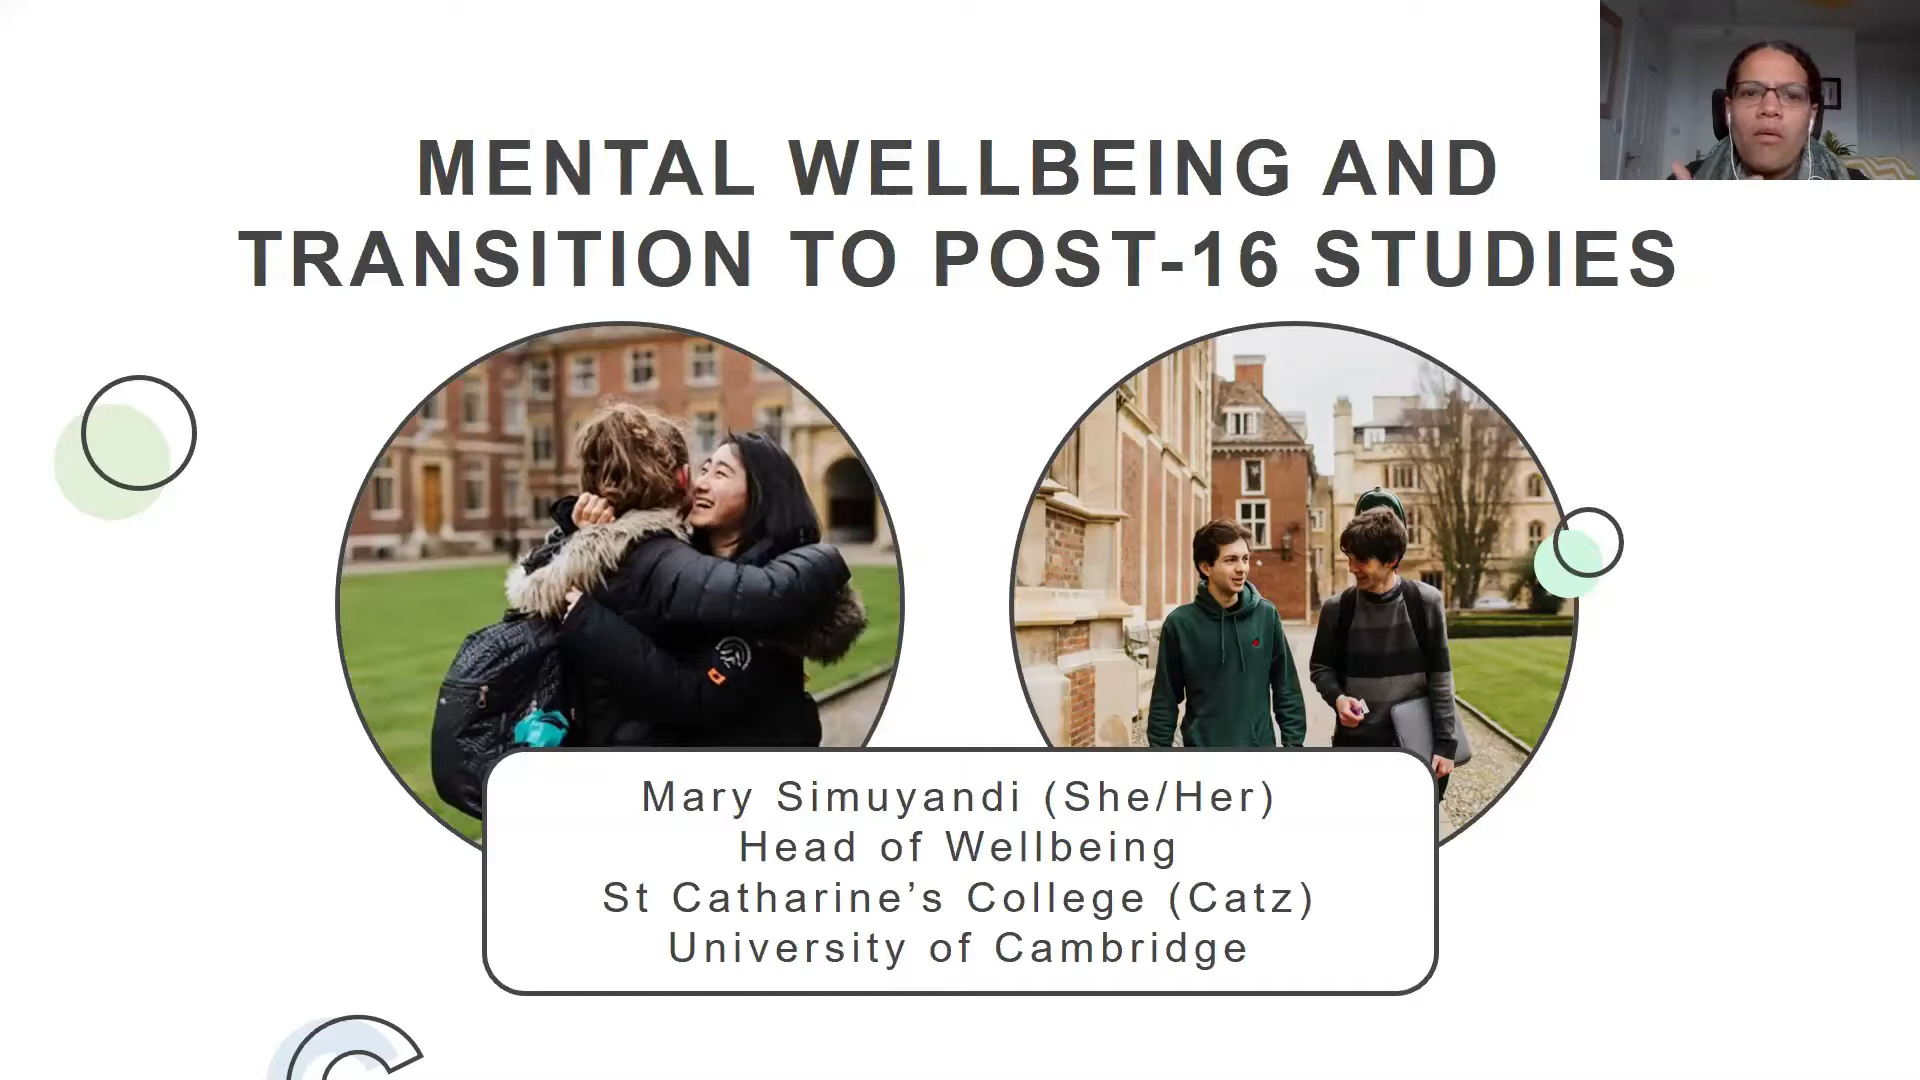 MENTAL WELLBEING AND
TRANSITION TO POST-16 STUDIES
Mary Simuyandi (She/Her)
Head of Wellbeing
St Catharine’s College (Catz)
University of Cambridge